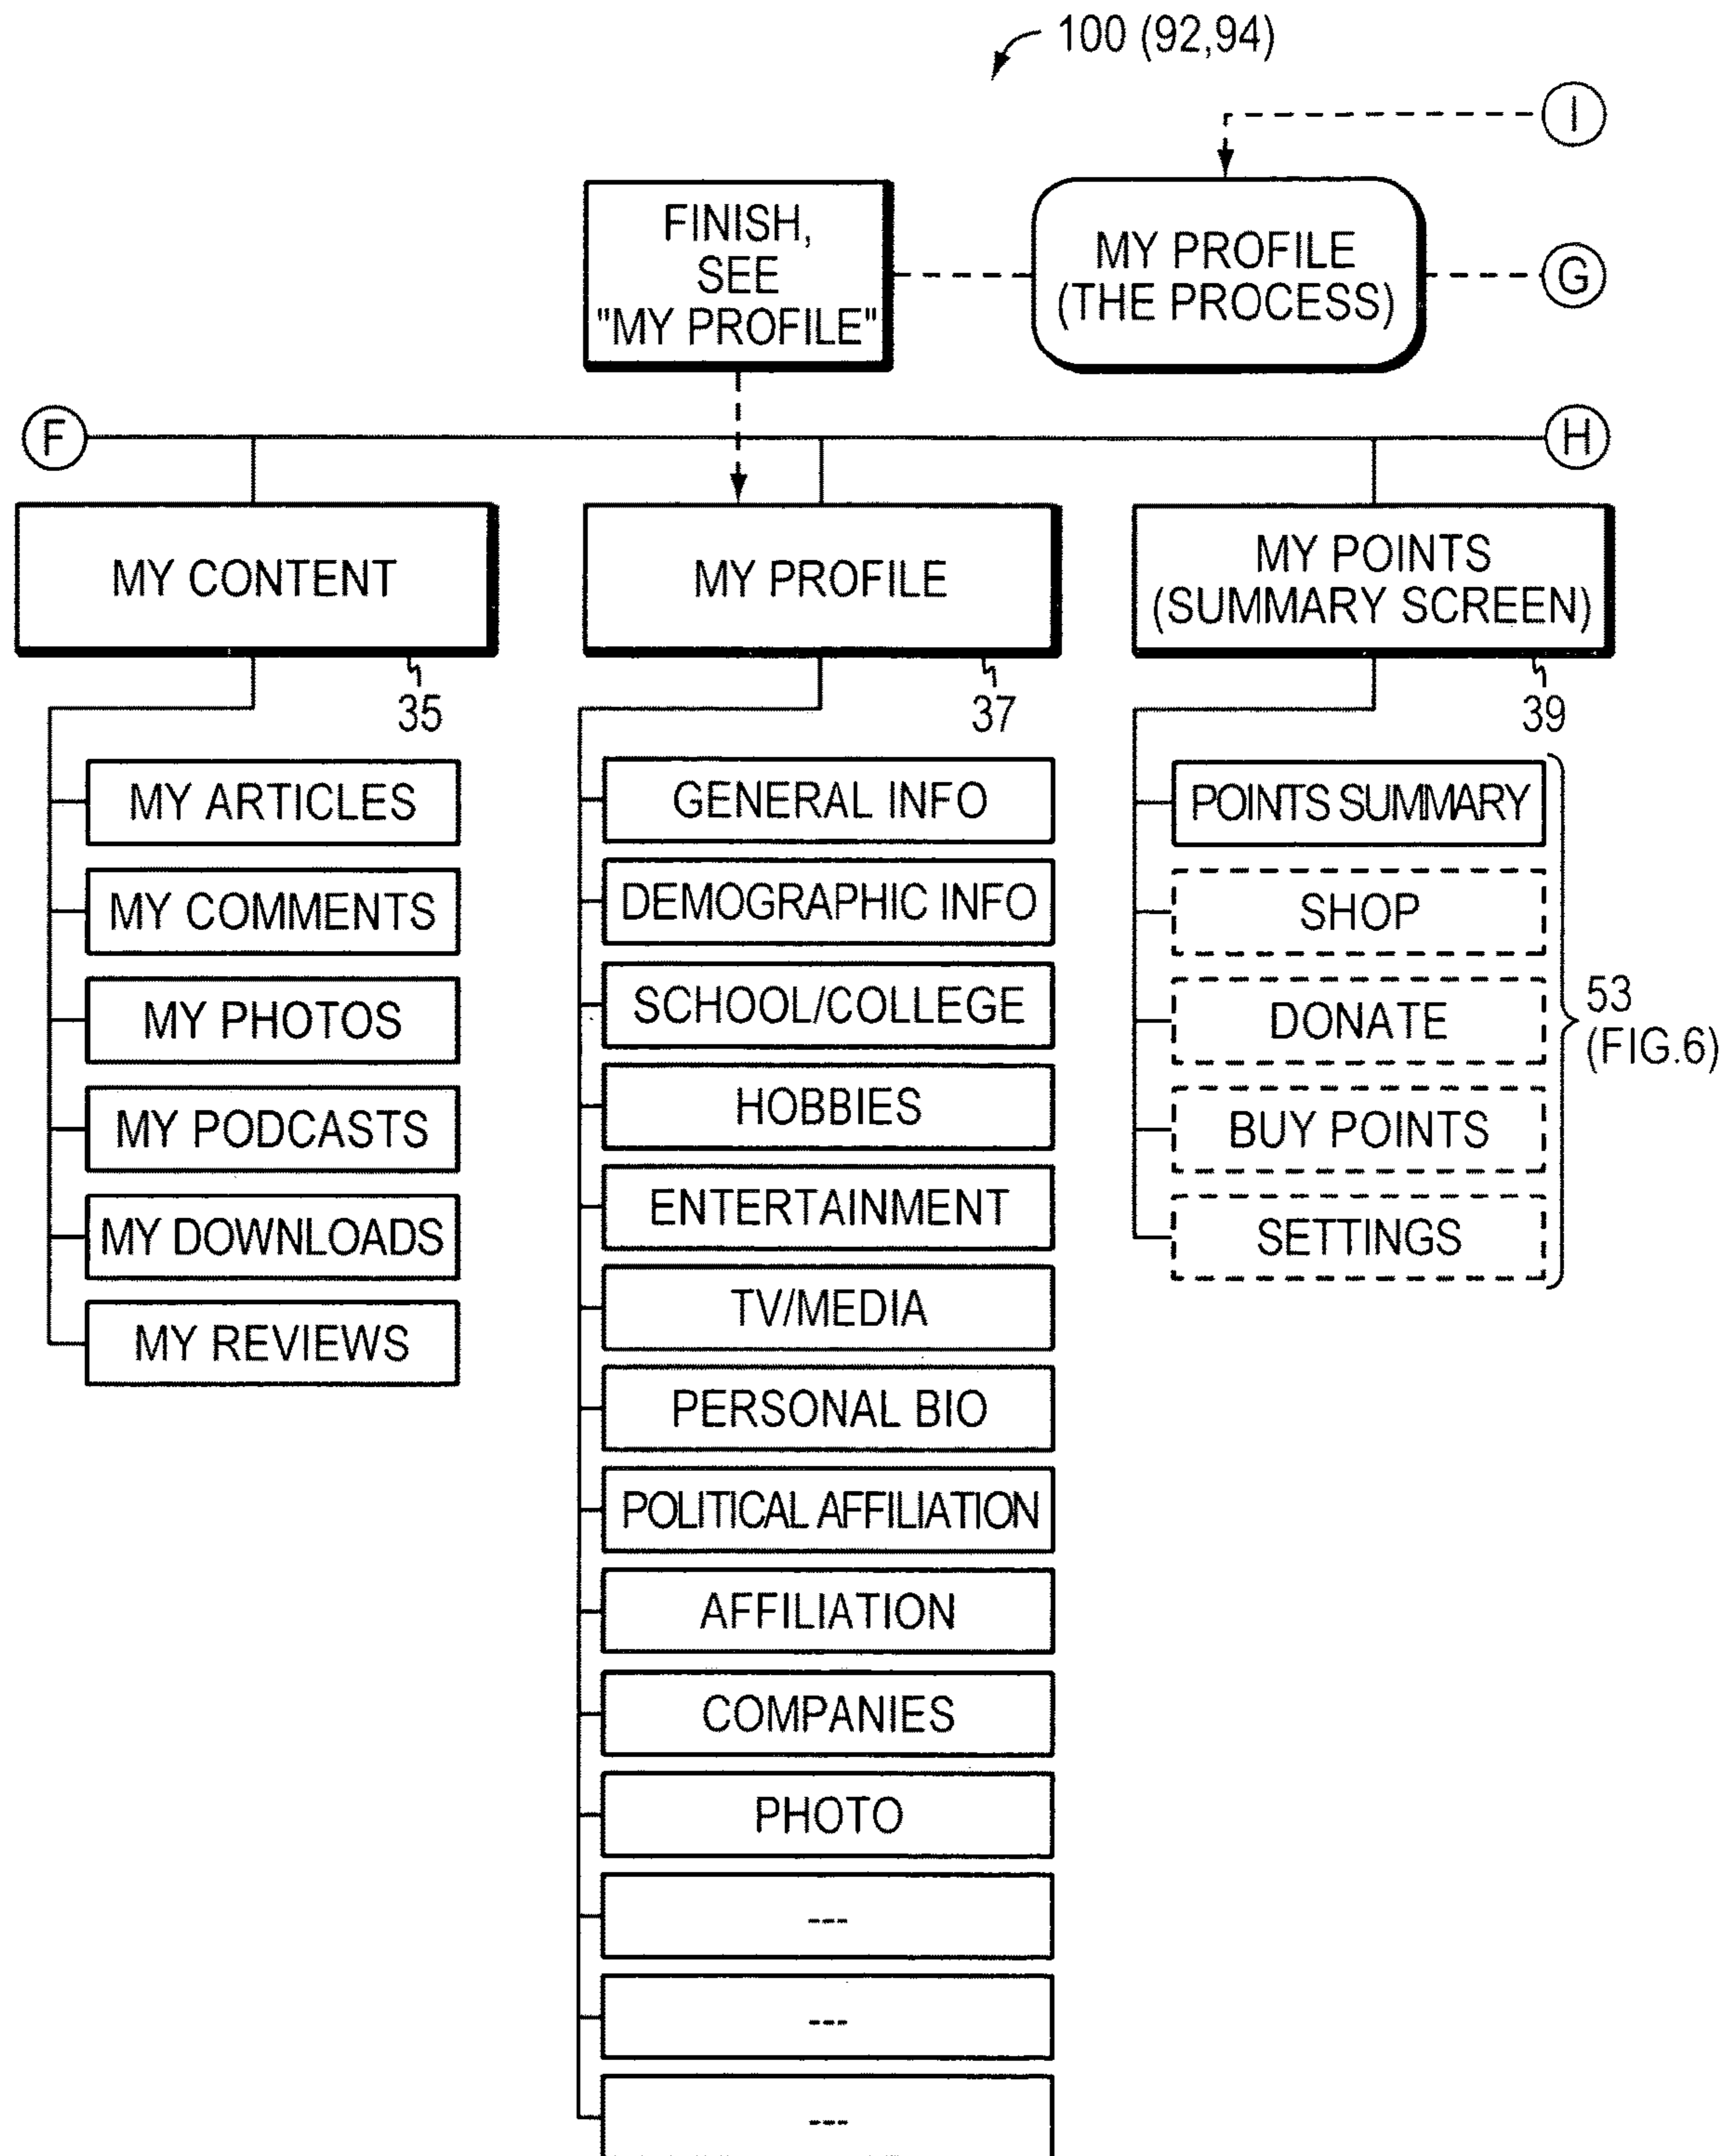 100 (92,94)
I
FINISH,
SEE
"MY PROFILE"
MY PROFILE
(THE PROCESS)
G
F
H
MY CONTENT
35
MY PROFILE
37
MY POINTS
(SUMMARY SCREEN)
39
MY ARTICLES
MY COMMENTS
MY PHOTOS
MY PODCASTS
MY DOWNLOADS
MY REVIEWS
GENERAL INFO
DEMOGRAPHIC INFO
SCHOOL/COLLEGE
HOBBIES
ENTERTAINMENT
TV/MEDIA
PERSONAL BIO
POLITICAL AFFILIATION
AFFILIATION
COMPANIES
PHOTO
---
---
---
POINTS SUMMARY
SHOP
DONATE
BUY POINTS
SETTINGS
53
(FIG.6)